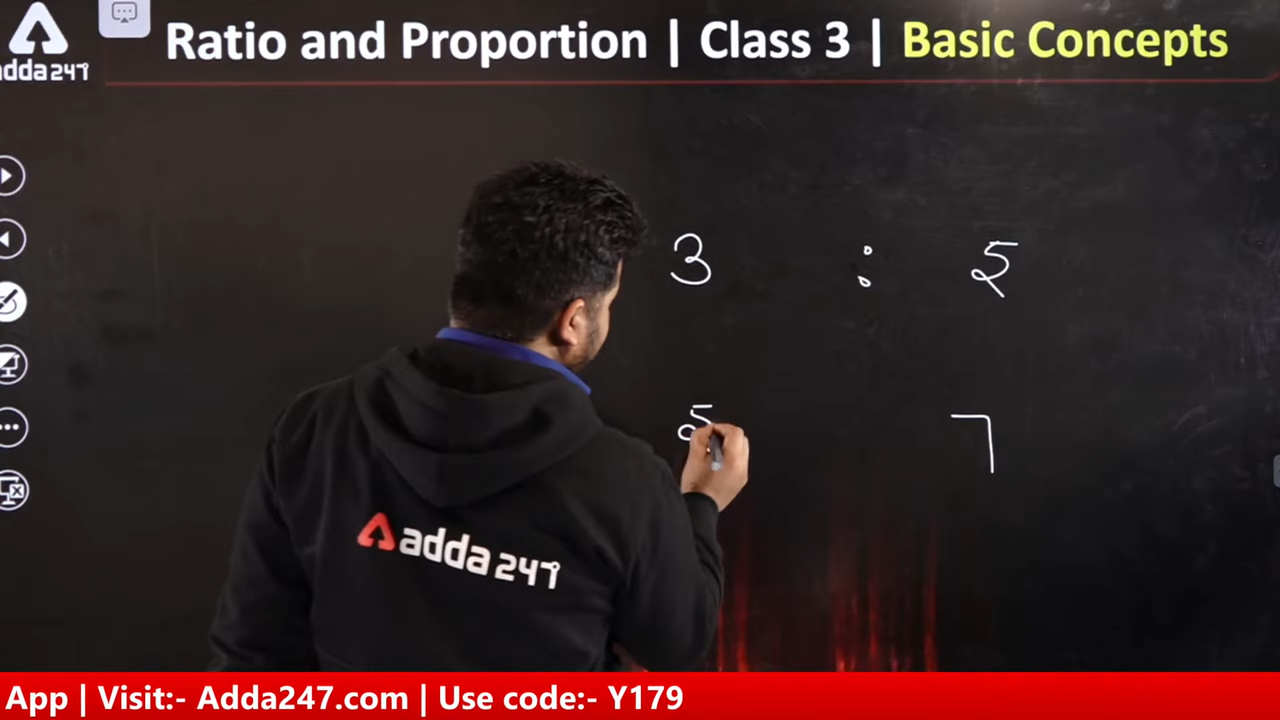 Ratio and Proportion | Class 3 | Basic Concepts
adda247
3 : 5
5 7
adda247
App | Visit:- Adda247.com | Use code:- Y179